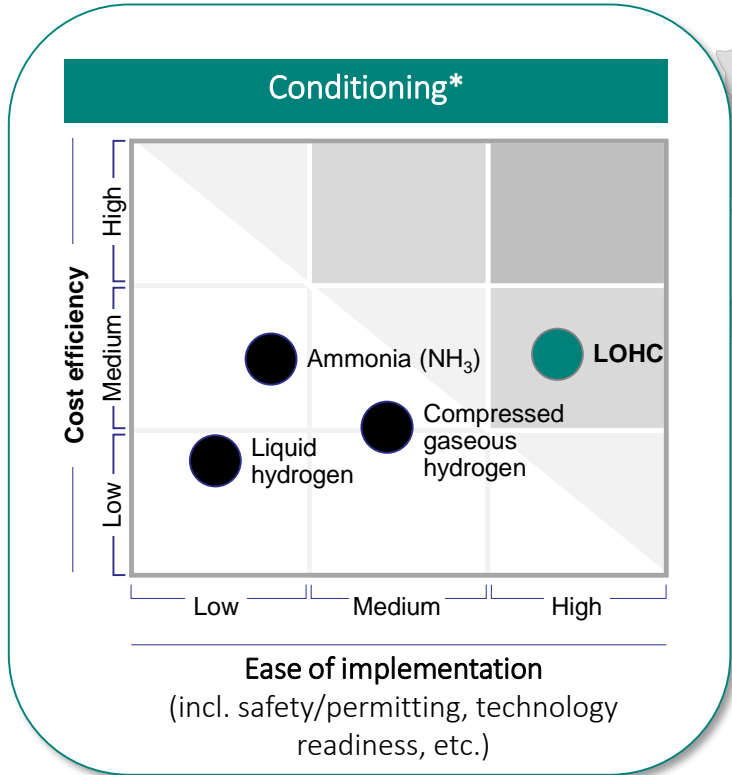 Conditioning*
Cost efficiency
High
Medium
Low
Ammonia (NH₃)
LOHC
Compressed
gaseous
hydrogen
Liquid
hydrogen
Low
Medium
High
Ease of implementation
(incl. safety/permitting, technology
readiness, etc.)